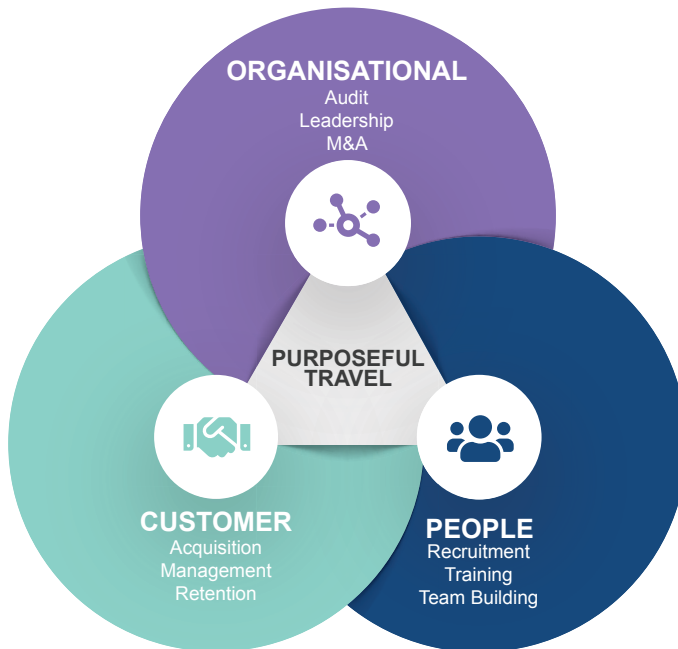 ORGANISATIONAL
Audit
Leadership
M&A
PURPOSEFUL
TRAVEL
CUSTOMER
Acquisition
Management
Retention
PEOPLE
Recruitment
Training
Team Building